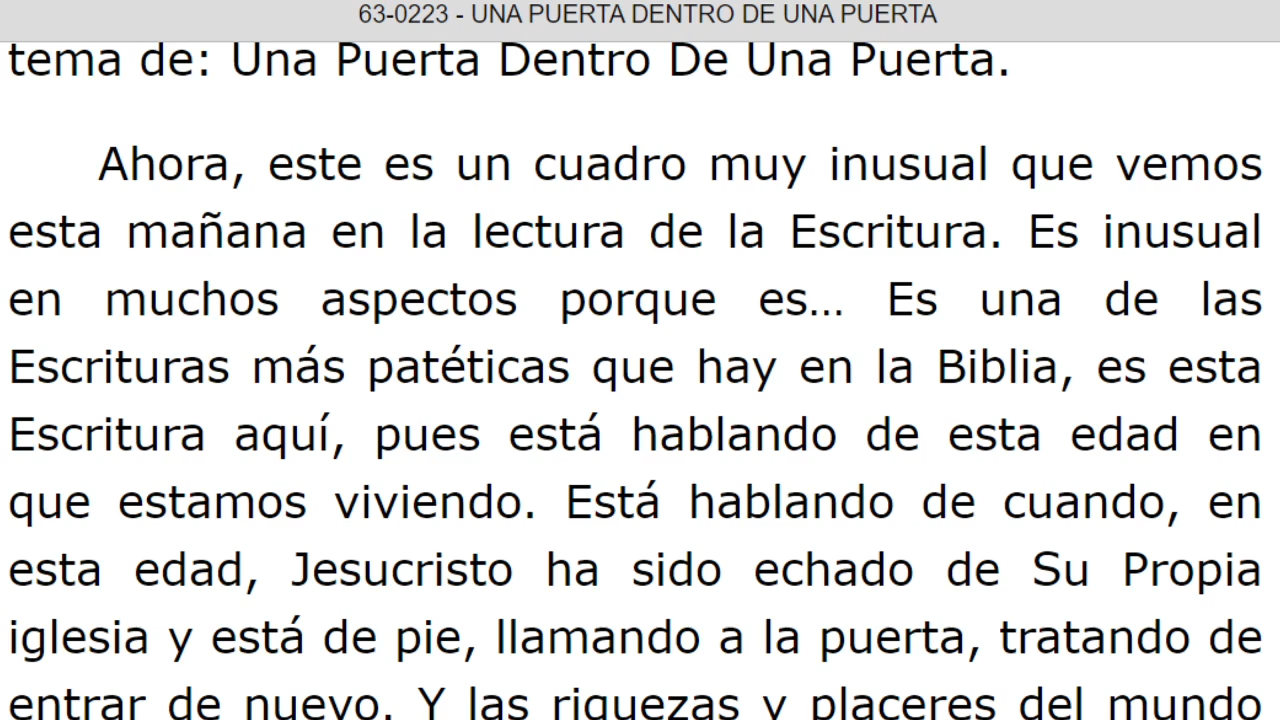 63-0223 - UNA PUERTA DENTRO DE UNA PUERTA
tema de: Una Puerta Dentro De Una Puerta.
Ahora, este es un cuadro muy inusual que vemos
esta mañana en la lectura de la Escritura. Es inusual
en muchos aspectos porque es... Es una de las
Escrituras más patéticas que hay en la Biblia, es esta
Escritura aquí, pues está hablando de esta edad en
que estamos viviendo. Está hablando de cuando, en
esta edad, Jesucristo ha sido echado de Su Propia
iglesia y está de pie, llamando a la puerta, tratando de
entrar de nuevo. Y las riquezas y placeres del mundo